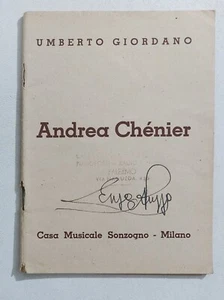 UMBERTO GIORDANO
Andrea Chénier
Casa Musicale Sonzogno - Milano